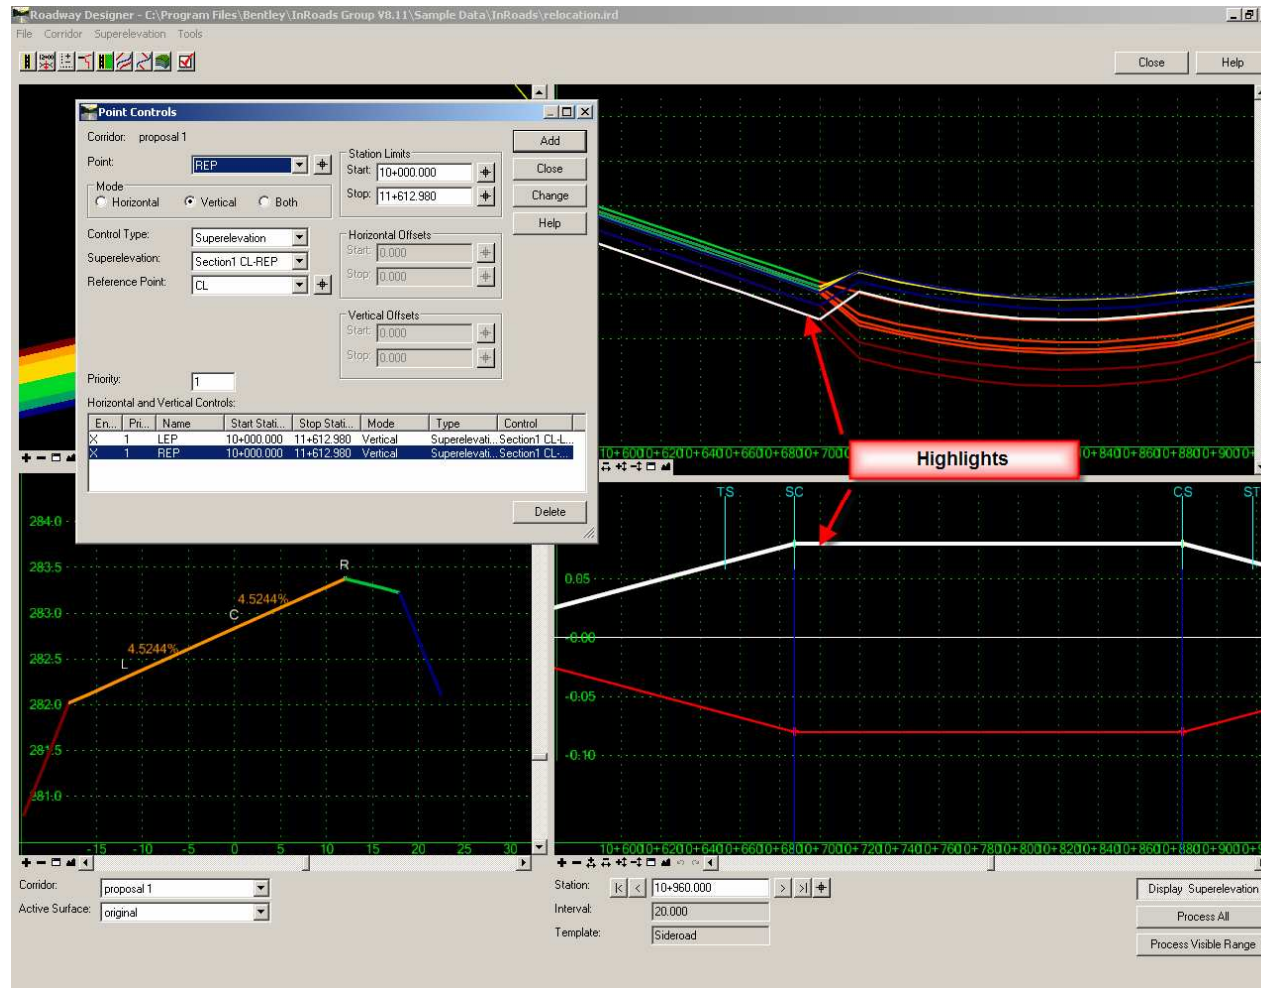 Roadway Designer - C:\Program Files\Bentley\InRoads Group V8.11\Sample Data\InRoads\relocation.ird
File Corridor Superelevation Tools
Close Help
Point Controls
Corridor: proposal 1
Point: REP
Mode
Horizontal Vertical Both
Control Type: Superelevation
Superelevation: Section1 CL-REP
Reference Point: CL
Priority: 1
Station Limits
Start: 10+000.000
Stop: 11+612.980
Horizontal Offsets
Start: 0.000
Stop: 0.000
Vertical Offsets
Start: 0.000
Stop: 0.000
Add
Close
Change
Help
Horizontal and Vertical Controls:
En... Pri... Name Start Stati... Stop Stati... Mode Type Control
X 1 LEP 10+000.000 11+612.980 Vertical Superelevati... Section1 CL-L...
X 1 REP 10+000.000 11+612.980 Vertical Superelevati... Section1 CL-...
Delete
Highlights
TS SC CS ST
0.05
-0.00
-0.05
-0.10
284.0
283.5
283.0
282.5
282.0
281.5
281.0
R
4.5244%
C
4.5244%
L
-15 -10 -5 0 5 10 15 20 25 30
Corridor: proposal 1
Active Surface: original
Station: 10+960.000
Interval: 20.000
Template: Sideroad
Display Superelevation
Process All
Process Visible Range